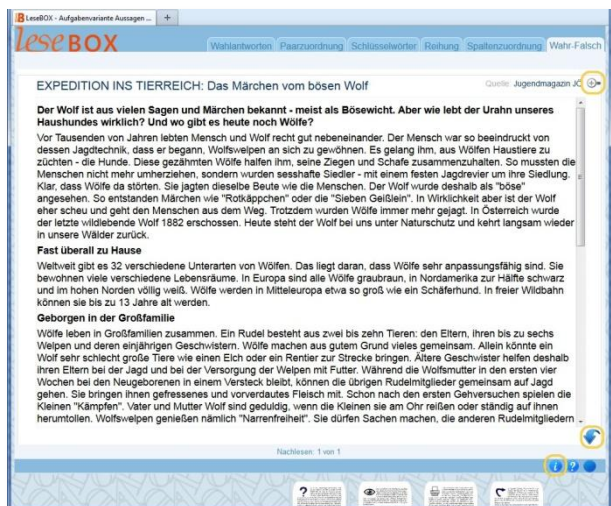 LeseBOX - Aufgabenvariante Aussagen ...
lese BOX
Wahlantworten Paarzuordnung Schlüsselwörter Reihung Spaltenzuordnung Wahr-Falsch
EXPEDITION INS TIERREICH: Das Märchen vom bösen Wolf
Quelle: Jugendmagazin JÖ
Der Wolf ist aus vielen Sagen und Märchen bekannt - meist als Bösewicht. Aber wie lebt der Urahn unseres
Haushundes wirklich? Und wo gibt es heute noch Wölfe?
Vor Tausenden von Jahren lebten Mensch und Wolf recht gut nebeneinander. Der Mensch war so beeindruckt von
dessen Jagdtechnik, dass er begann, Wolfswelpen an sich zu gewöhnen. Es gelang ihm, aus Wölfen Haustiere zu
züchten - die Hunde. Diese gezähmten Wölfe halfen ihm, seine Ziegen und Schafe zusammenzuhalten. So mussten die
Menschen nicht mehr umherziehen, sondern wurden sesshafte Siedler - mit einem festen Jagdrevier um ihre Siedlung.
Klar, dass Wölfe da störten. Sie jagten dieselbe Beute wie die Menschen. Der Wolf wurde deshalb als "böse"
angesehen. So entstanden Märchen wie "Rotkäppchen" oder die "Sieben Geißlein". In Wirklichkeit aber ist der Wolf
eher scheu und geht den Menschen aus dem Weg. Trotzdem wurden Wölfe immer mehr gejagt. In Österreich wurde
der letzte wildlebende Wolf 1882 erschossen. Heute steht der Wolf bei uns unter Naturschutz und kehrt langsam wieder
in unsere Wälder zurück.
Fast überall zu Hause
Weltweit gibt es 32 verschiedene Unterarten von Wölfen. Das liegt daran, dass Wölfe sehr anpassungsfähig sind. Sie
bewohnen viele verschiedene Lebensräume. In Europa sind alle Wölfe graubraun, in Nordamerika zur Hälfte schwarz
und im hohen Norden völlig weiß. Wölfe werden in Mitteleuropa etwa so groß wie ein Schäferhund. In freier Wildbahn
können sie bis zu 13 Jahre alt werden.
Geborgen in der Großfamilie
Wölfe leben in Großfamilien zusammen. Ein Rudel besteht aus zwei bis zehn Tieren: den Eltern, ihren bis zu sechs
Welpen und deren einjährigen Geschwistern. Wölfe machen aus gutem Grund vieles gemeinsam. Allein könnte ein
Wolf sehr schlecht große Tiere wie einen Elch oder ein Rentier zur Strecke bringen. Ältere Geschwister helfen deshalb
ihren Eltern bei der Jagd und bei der Versorgung der Welpen mit Futter. Während die Wolfsmutter in den ersten vier
Wochen bei den Neugeborenen in einem Versteck bleibt, können die übrigen Rudelmitglieder gemeinsam auf Jagd
gehen. Sie bringen ihnen gefressenes und vorverdautes Fleisch mit. Schon nach den ersten Gehversuchen spielen die
Kleinen "Kämpfen". Vater und Mutter Wolf sind geduldig, wenn die Kleinen sie am Ohr reißen oder ständig auf ihnen
herumtollen. Wolfswelpen genießen nämlich "Narrenfreiheit". Sie dürfen Sachen machen, die anderen Rudelmitgliedern
Nachlesen: 1 von 1